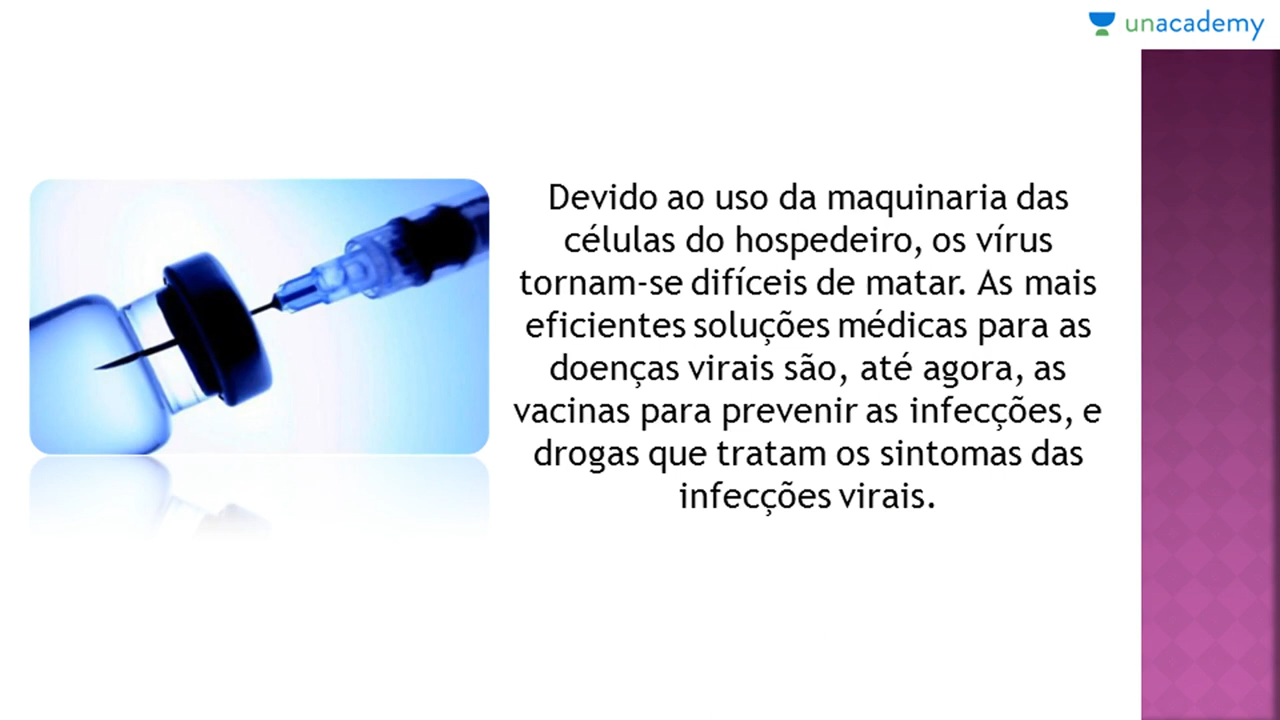 unacademy
Devido ao uso da maquinaria das
células do hospedeiro, os vírus
tornam-se difíceis de matar. As mais
eficientes soluções médicas para as
doenças virais são, até agora, as
vacinas para prevenir as infecções, e
drogas que tratam os sintomas das
infecções virais.